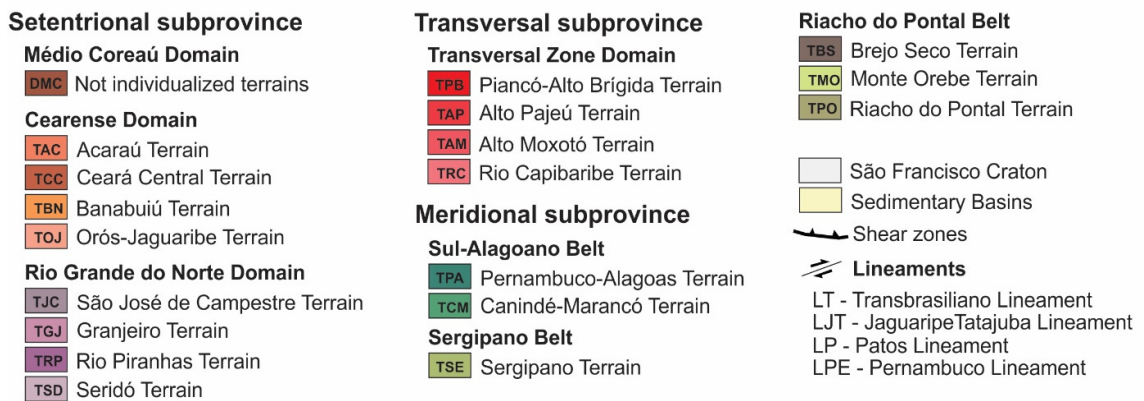 Setentrional subprovince
Médio Coreaú Domain
DMC Not individualized terrains
Cearense Domain
TAC Acaraú Terrain
TCC Ceará Central Terrain
TBN Banabuiú Terrain
TOJ Orós-Jaguaribe Terrain
Rio Grande do Norte Domain
TJC São José de Campestre Terrain
TGJ Granjeiro Terrain
TRP Rio Piranhas Terrain
TSD Seridó Terrain
Transversal subprovince
Transversal Zone Domain
TPB Piancó-Alto Brígida Terrain
TAP Alto Pajeú Terrain
TAM Alto Moxotó Terrain
TRC Rio Capibaribe Terrain
Meridional subprovince
Sul-Alagoano Belt
TPA Pernambuco-Alagoas Terrain
TCM Canindé-Marancó Terrain
Sergipano Belt
TSE Sergipano Terrain
Riacho do Pontal Belt
TBS Brejo Seco Terrain
TMO Monte Orebe Terrain
TPO Riacho do Pontal Terrain
São Francisco Craton
Sedimentary Basins
Shear zones
Lineaments
LT - Transbrasiliano Lineament
LJT - JaguaripeTatajuba Lineament
LP - Patos Lineament
LPE - Pernambuco Lineament